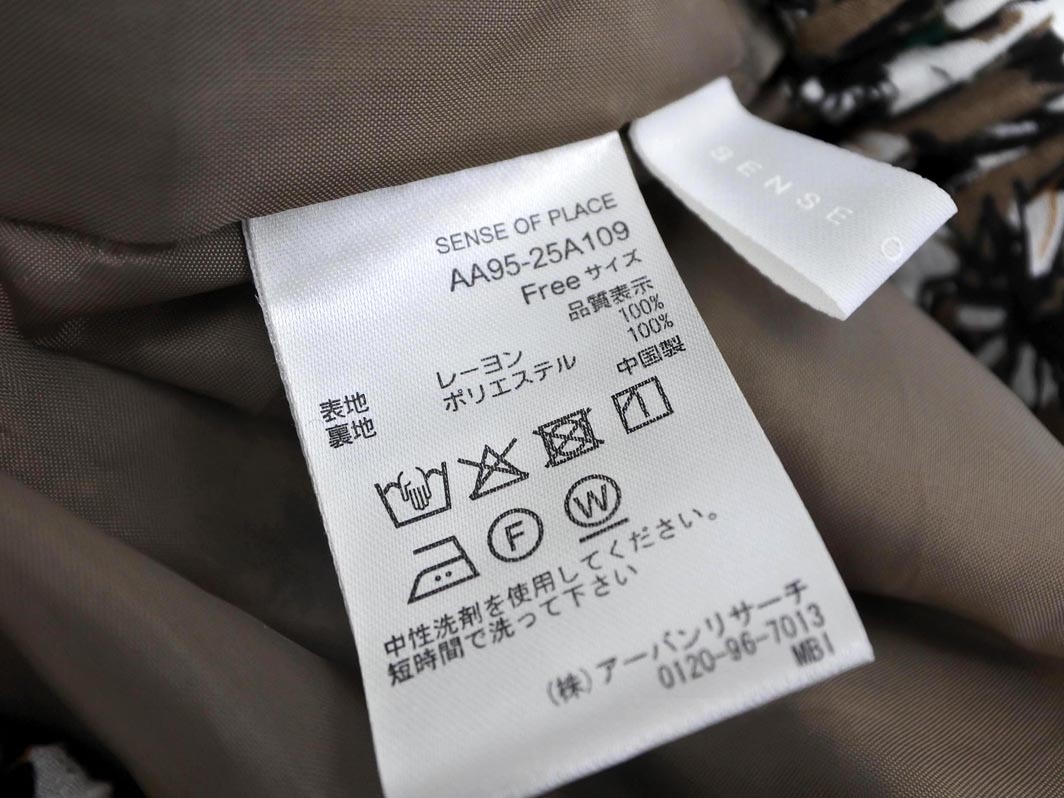 SENSE OF PLACE
AA95-25A109
Freeサイズ
品質表示
表地 レーヨン 100%
裏地 ポリエステル 100%
中国製
F W
中性洗剤を使用してください。
短時間で洗って下さい
(株)アーバンリサーチ
0120-96-7013
MBI
SENSE O